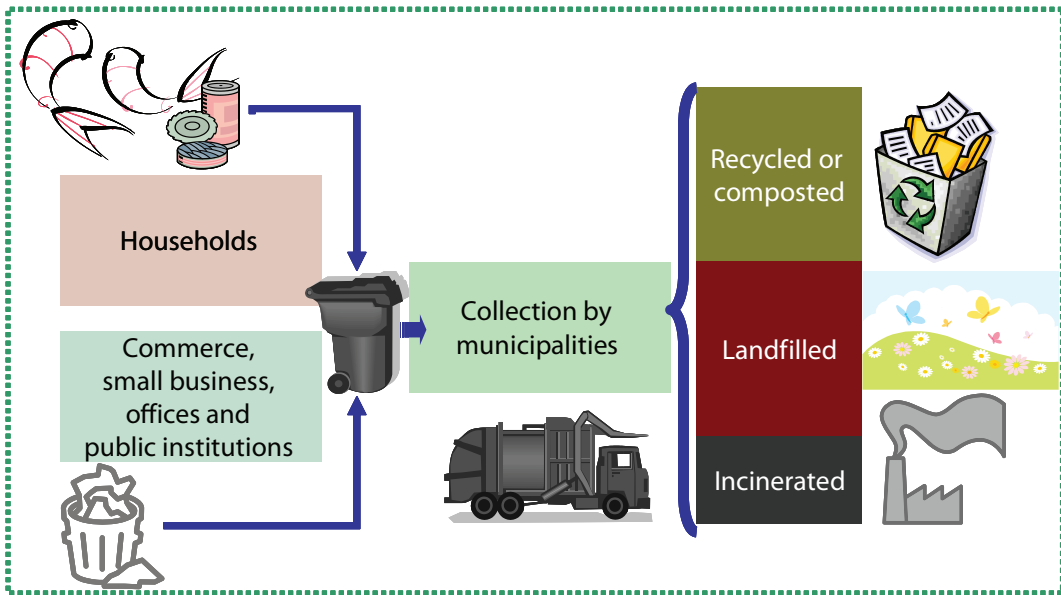 Households
Commerce,
small business,
offices and
public institutions
Collection by
municipalities
Recycled or
composted
Landfilled
Incinerated